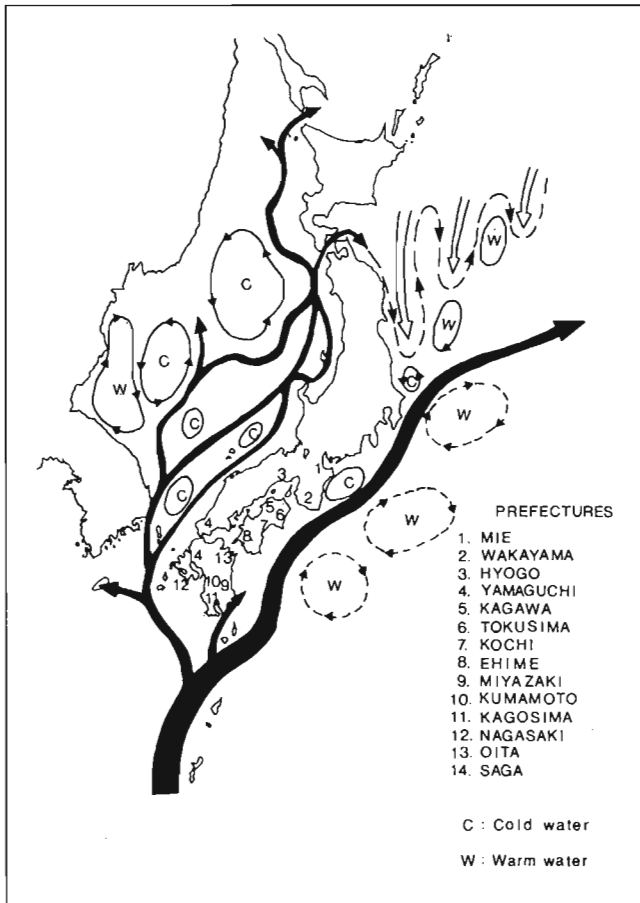 C
W
C
W
W
C
C
C
W
C
W
W
3
1
2
C
5
6
7
8
4
4
13
12
10
9
11
W
PREFECTURES
1. MIE
2. WAKAYAMA
3. HYOGO
4. YAMAGUCHI
5. KAGAWA
6. TOKUSIMA
7. KOCHI
8. EHIME
9. MIYAZAKI
10. KUMAMOTO
11. KAGOSIMA
12. NAGASAKI
13. OITA
14. SAGA
C : Cold water
W : Warm water